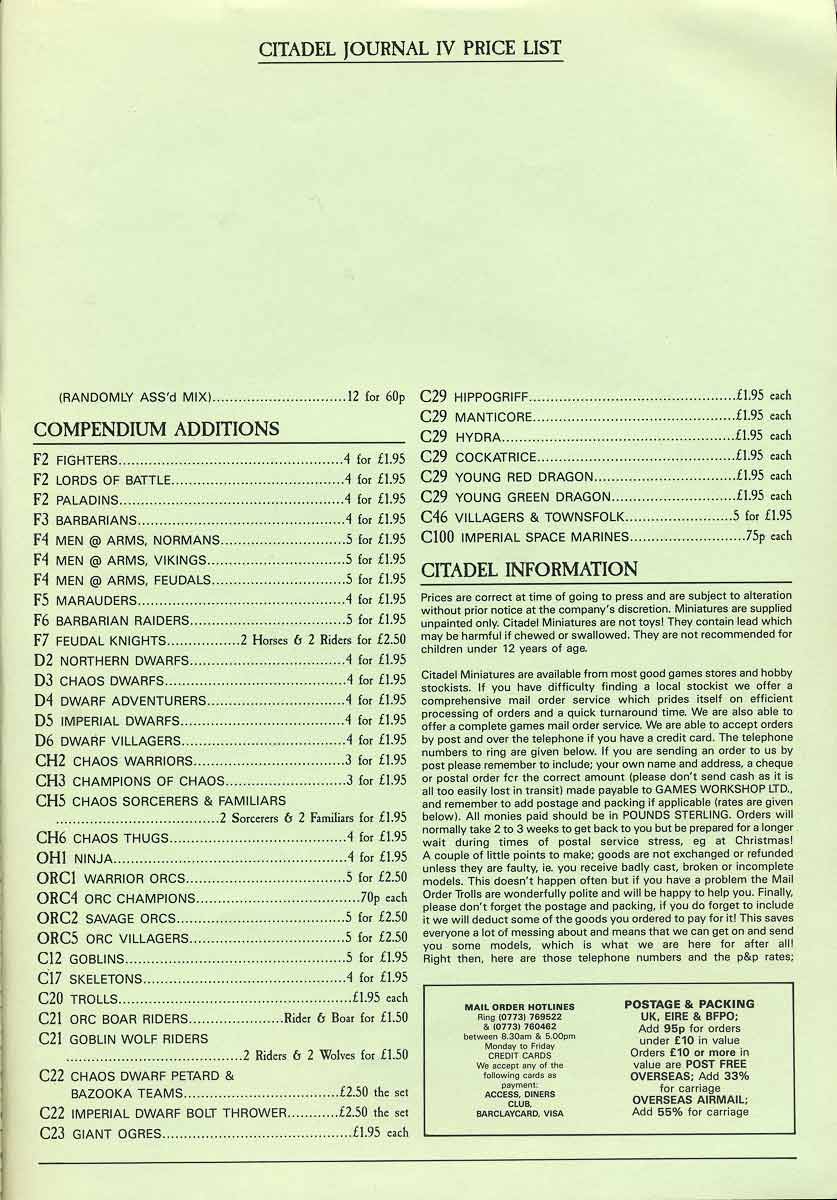 CITADEL JOURNAL IV PRICE LIST
(RANDOMLY ASS'd MIX)..............................12 for 60p
COMPENDIUM ADDITIONS
F2 FIGHTERS..................................................4 for £1.95
F2 LORDS OF BATTLE......................................4 for £1.95
F2 PALADINS..................................................4 for £1.95
F3 BARBARIANS..............................................4 for £1.95
F4 MEN @ ARMS, NORMANS............................5 for £1.95
F4 MEN @ ARMS, VIKINGS...............................5 for £1.95
F4 MEN @ ARMS, FEUDALS..............................5 for £1.95
F5 MARAUDERS..............................................4 for £1.95
F6 BARBARIAN RAIDERS...................................5 for £1.95
F7 FEUDAL KNIGHTS................2 Horses & 2 Riders for £2.50
D2 NORTHERN DWARFS...................................4 for £1.95
D3 CHAOS DWARFS.........................................4 for £1.95
D4 DWARF ADVENTURERS...............................4 for £1.95
D5 IMPERIAL DWARFS.....................................4 for £1.95
D6 DWARF VILLAGERS.....................................4 for £1.95
CH2 CHAOS WARRIORS..................................3 for £1.95
CH3 CHAMPIONS OF CHAOS...........................3 for £1.95
CH5 CHAOS SORCERERS & FAMILIARS
....................................2 Sorcerers & 2 Familiars for £1.95
CH6 CHAOS THUGS.......................................4 for £1.95
OH1 NINJA....................................................4 for £1.95
ORC1 WARRIOR ORCS....................................5 for £2.50
ORC4 ORC CHAMPIONS....................................70p each
ORC2 SAVAGE ORCS......................................5 for £2.50
ORC5 ORC VILLAGERS...................................5 for £2.50
C12 GOBLINS.................................................5 for £1.95
C17 SKELETONS.............................................4 for £1.95
C20 TROLLS....................................................£1.95 each
C21 ORC BOAR RIDERS.....................Rider & Boar for £1.50
C21 GOBLIN WOLF RIDERS
.......................................2 Riders & 2 Wolves for £1.50
C22 CHAOS DWARF PETARD &
BAZOOKA TEAMS..................................£2.50 the set
C22 IMPERIAL DWARF BOLT THROWER...........£2.50 the set
C23 GIANT OGRES..........................................£1.95 each
C29 HIPPOGRIFF..............................................£1.95 each
C29 MANTICORE.............................................£1.95 each
C29 HYDRA....................................................£1.95 each
C29 COCKATRICE............................................£1.95 each
C29 YOUNG RED DRAGON...............................£1.95 each
C29 YOUNG GREEN DRAGON............................£1.95 each
C46 VILLAGERS & TOWNSFOLK........................5 for £1.95
C100 IMPERIAL SPACE MARINES..........................75p each
CITADEL INFORMATION
Prices are correct at time of going to press and are subject to alteration
without prior notice at the company's discretion. Miniatures are supplied
unpainted only. Citadel Miniatures are not toys! They contain lead which
may be harmful if chewed or swallowed. They are not recommended for
children under 12 years of age.
Citadel Miniatures are available from most good games stores and hobby
stockists. If you have difficulty finding a local stockist we offer a
comprehensive mail order service which prides itself on efficient
processing of orders and a quick turnaround time. We are also able to
offer a complete games mail order service. We are able to accept orders
by post and over the telephone if you have a credit card. The telephone
numbers to ring are given below. If you are sending an order to us by
post please remember to include; your own name and address, a cheque
or postal order for the correct amount (please don't send cash as it is
all too easily lost in transit) made payable to GAMES WORKSHOP LTD.,
and remember to add postage and packing if applicable (rates are given
below). All monies paid should be in POUNDS STERLING. Orders will
normally take 2 to 3 weeks to get back to you but be prepared for a longer
wait during times of postal service stress, eg at Christmas!
A couple of little points to make; goods are not exchanged or refunded
unless they are faulty, ie. you receive badly cast, broken or incomplete
models. This doesn't happen often but if you have a problem the Mail
Order Trolls are wonderfully polite and will be happy to help you. Finally,
please don't forget the postage and packing, if you do forget to include
it we will deduct some of the goods you ordered to pay for it! This saves
everyone a lot of messing about and means that we can get on and send
you some models, which is what we are here for after all!
Right then, here are those telephone numbers and the p&p rates;
MAIL ORDER HOTLINES
Ring (0773) 769522
& (0773) 760462
between 8.30am & 5.00pm
Monday to Friday
CREDIT CARDS
We accept any of the
following cards as
payment:
ACCESS, DINERS
CLUB,
BARCLAYCARD, VISA
POSTAGE & PACKING
UK, EIRE & BFPO;
Add 95p for orders
under £10 in value
Orders £10 or more in
value are POST FREE
OVERSEAS; Add 33%
for carriage
OVERSEAS AIRMAIL;
Add 55% for carriage